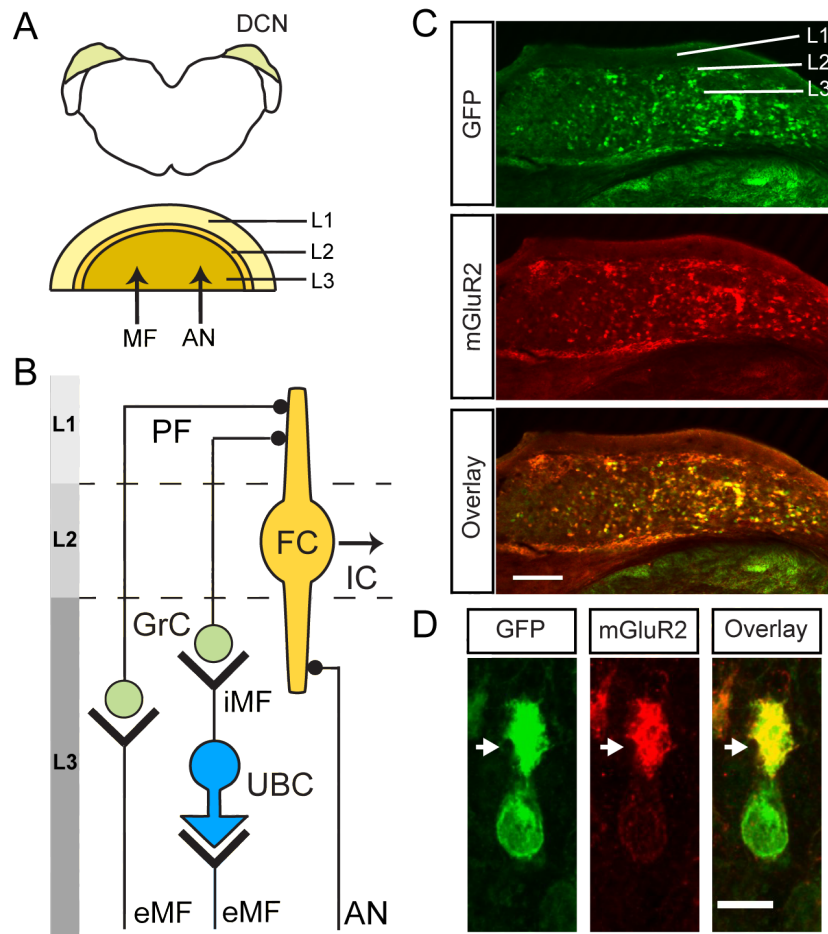 A
DCN
L1
L2
L3
MF AN
B
L1
L2
L3
PF
FC
IC
GrC
iMF
UBC
eMF eMF AN
C
GFP
L1
L2
L3
mGluR2
Overlay
D
GFP mGluR2 Overlay